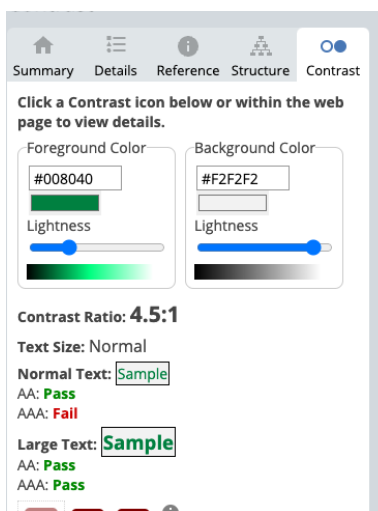 Summary Details Reference Structure Contrast
Click a Contrast icon below or within the web
page to view details.
Foreground Color Background Color
#008040 #F2F2F2
Lightness Lightness
Contrast Ratio: 4.5:1
Text Size: Normal
Normal Text: Sample
AA: Pass
AAA: Fail
Large Text: Sample
AA: Pass
AAA: Pass